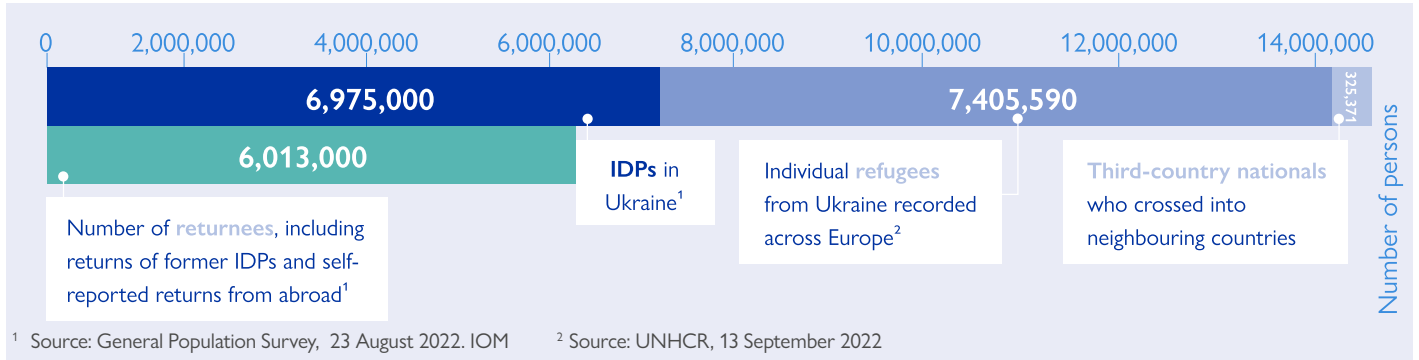 0 2,000,000 4,000,000 6,000,000 8,000,000 10,000,000 12,000,000 14,000,000
6,975,000 7,405,590 325,371
6,013,000
IDPs in
Ukraine¹
Individual refugees
from Ukraine recorded
across Europe²
Third-country nationals
who crossed into
neighbouring countries
Number of persons
Number of returnees, including
returns of former IDPs and self-
reported returns from abroad¹
¹ Source: General Population Survey, 23 August 2022. IOM ² Source: UNHCR, 13 September 2022